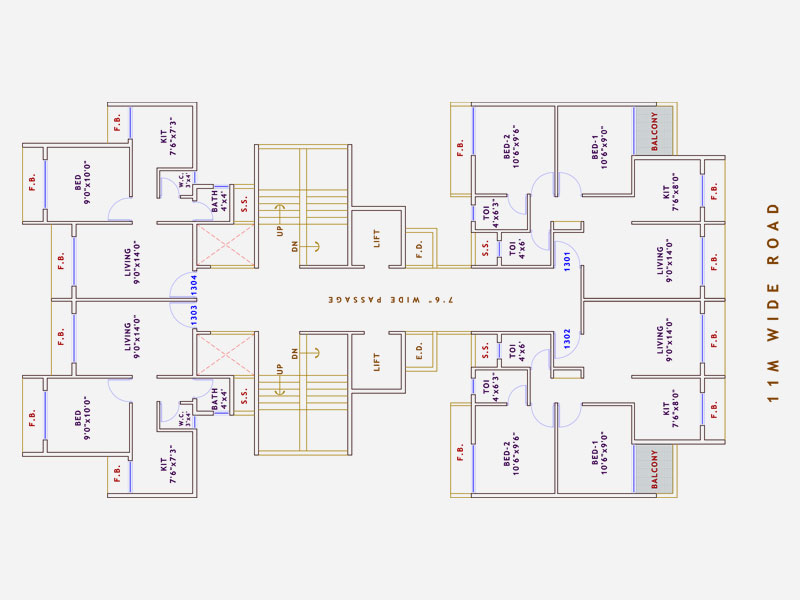 F.B.
KIT
7'6"x7'3"
F.B.
BED
9'0"x10'0"
W.C.
3'x4'
BATH
4'x4'
S.S.
F.B.
LIVING
9'0"x14'0"
1304
UP
DN
LIFT
F.D.
F.B.
BED-2
10'6"x9'6"
BED-1
10'6"x9'0"
BALCONY
TOI
4'x6'3"
S.S.
TOI
4'x6'
KIT
7'6"x8'0"
F.B.
1301
LIVING
9'0"x14'0"
F.B.
7'6" WIDE PASSAGE
11M WIDE ROAD
F.B.
LIVING
9'0"x14'0"
1303
F.B.
BED
9'0"x10'0"
W.C.
3'x4'
BATH
4'x4'
S.S.
F.B.
KIT
7'6"x7'3"
UP
DN
LIFT
E.D.
S.S.
TOI
4'x6'
TOI
4'x6'3"
1302
LIVING
9'0"x14'0"
F.B.
KIT
7'6"x8'0"
F.B.
F.B.
BED-2
10'6"x9'6"
BED-1
10'6"x9'0"
BALCONY